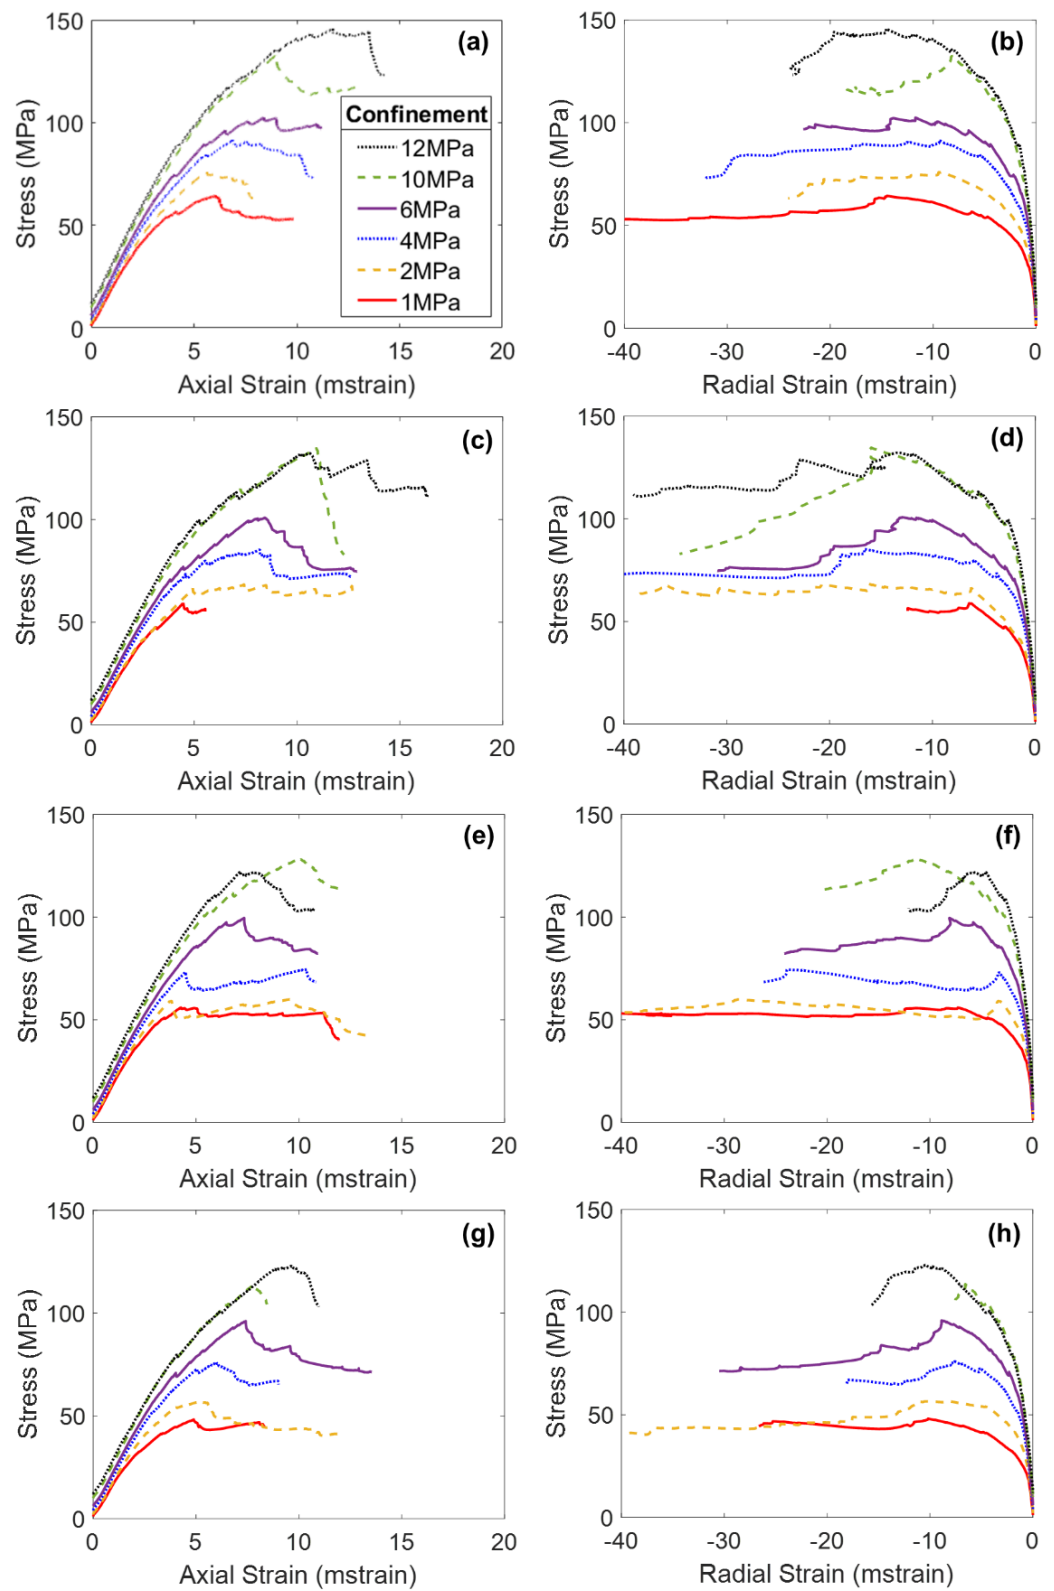 150
100
50
0
Stress (MPa)
0 5 10 15 20
Axial Strain (mstrain)
(a)
Confinement
12MPa
10MPa
6MPa
4MPa
2MPa
1MPa
150
100
50
0
Stress (MPa)
-40 -30 -20 -10 0
Radial Strain (mstrain)
(b)
150
100
50
0
Stress (MPa)
0 5 10 15 20
Axial Strain (mstrain)
(c)
150
100
50
0
Stress (MPa)
-40 -30 -20 -10 0
Radial Strain (mstrain)
(d)
150
100
50
0
Stress (MPa)
0 5 10 15 20
Axial Strain (mstrain)
(e)
150
100
50
0
Stress (MPa)
-40 -30 -20 -10 0
Radial Strain (mstrain)
(f)
150
100
50
0
Stress (MPa)
0 5 10 15 20
Axial Strain (mstrain)
(g)
150
100
50
0
Stress (MPa)
-40 -30 -20 -10 0
Radial Strain (mstrain)
(h)